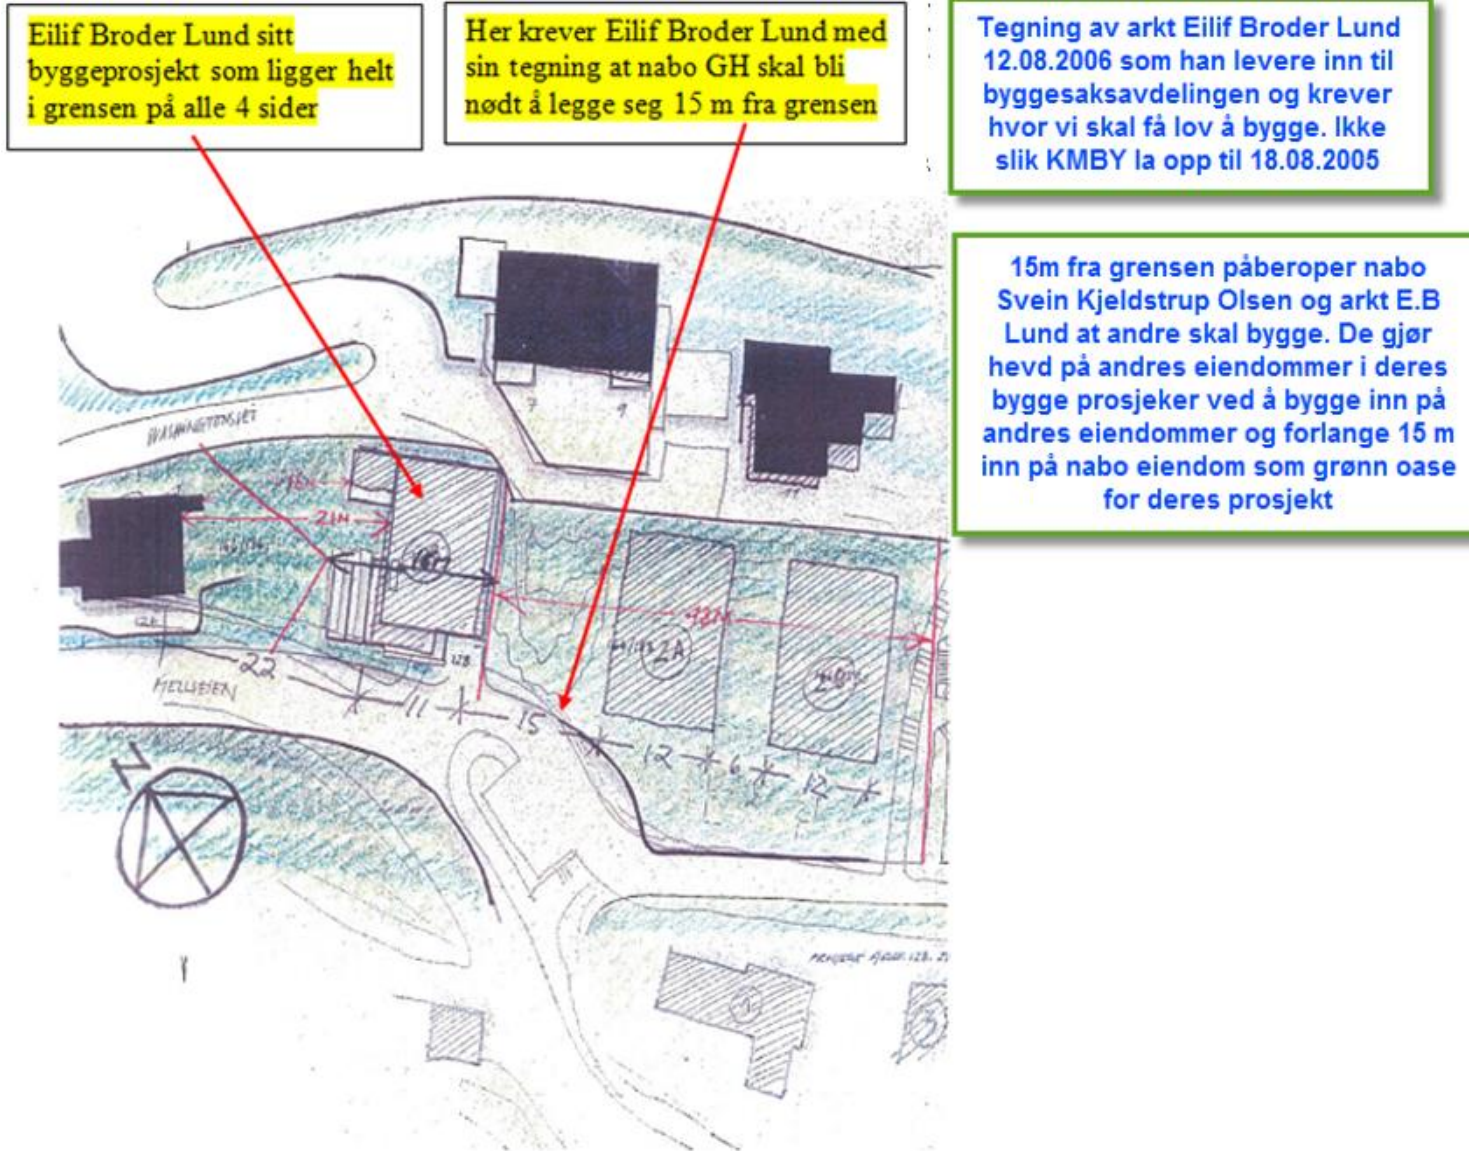 Eilif Broder Lund sitt
byggeprosjekt som ligger helt
i grensen på alle 4 sider
Her krever Eilif Broder Lund med
sin tegning at nabo GH skal bli
nødt å legge seg 15 m fra grensen
Tegning av arkt Eilif Broder Lund
12.08.2006 som han levere inn til
byggesaksavdelingen og krever
hvor vi skal få lov å bygge. Ikke
slik KMBY la opp til 18.08.2005
15m fra grensen påberoper nabo
Svein Kjeldstrup Olsen og arkt E.B
Lund at andre skal bygge. De gjør
hevd på andres eiendommer i deres
bygge prosjeker ved å bygge inn på
andres eiendommer og forlange 15 m
inn på nabo eiendom som grønn oase
for deres prosjekt
7
9
21M
2A
128
22
11
15
12
6
12
1
3